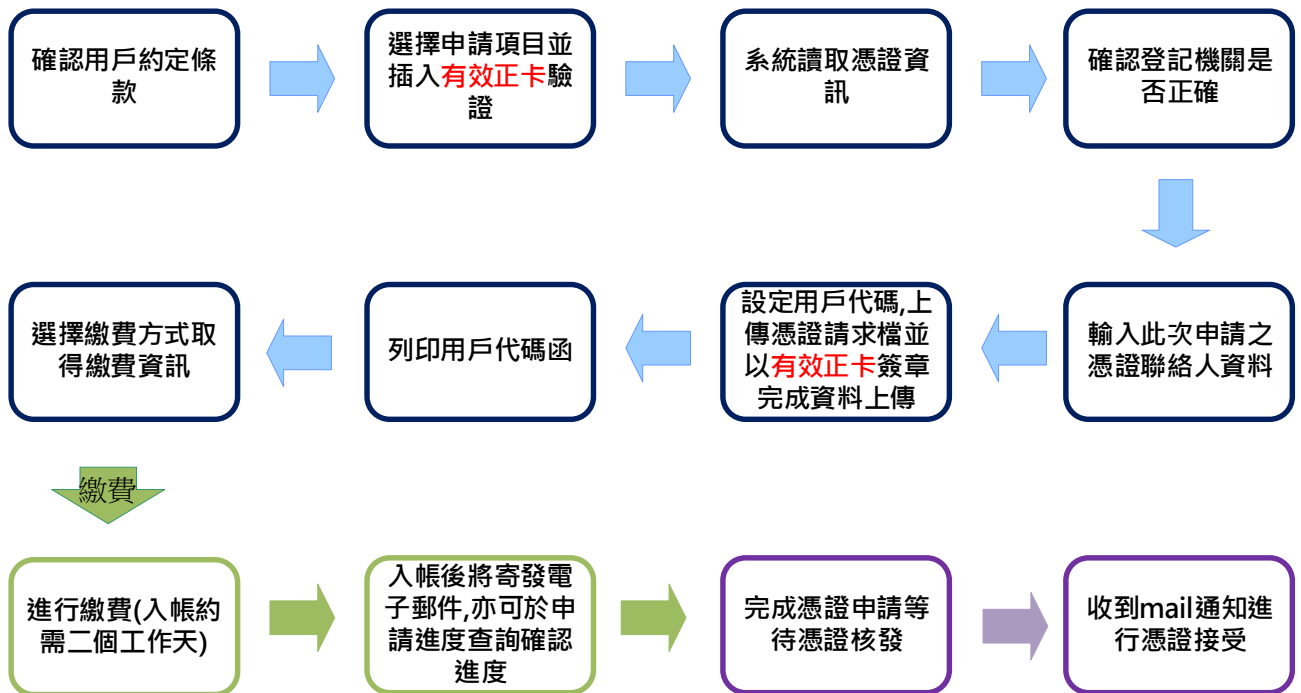 確認用戶約定條
款
選擇申請項目並
插入有效正卡驗
證
系統讀取憑證資
訊
確認登記機關是
否正確
輸入此次申請之
憑證聯絡人資料
設定用戶代碼,上
傳憑證請求檔並
以有效正卡簽章
完成資料上傳
列印用戶代碼函
選擇繳費方式取
得繳費資訊
繳費
進行繳費(入帳約
需二個工作天)
入帳後將寄發電
子郵件,亦可於申
請進度查詢確認
進度
完成憑證申請等
待憑證核發
收到mail通知進
行憑證接受